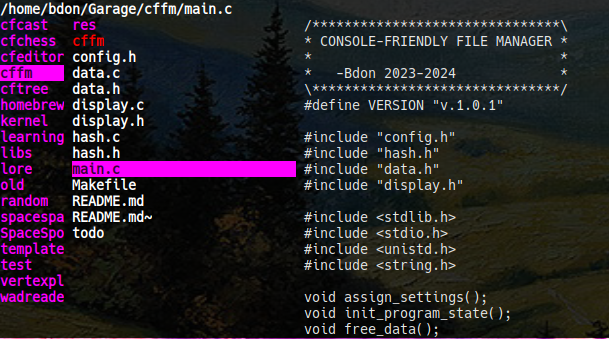 /home/bdon/Garage/cffm/main.c
cfcast res /******************************\
cfchess cffm * CONSOLE-FRIENDLY FILE MANAGER *
cfeditor config.h * *
cffm data.c * -Bdon 2023-2024 *
cftree data.h \******************************/
homebrew display.c #define VERSION "v.1.0.1"
kernel display.h
learning hash.c #include "config.h"
libs hash.h #include "hash.h"
lore main.c #include "data.h"
old Makefile #include "display.h"
random README.md
spacespa README.md~ #include <stdlib.h>
SpaceSpo todo #include <stdio.h>
template #include <unistd.h>
test #include <string.h>
vertexpl
wadreade void assign_settings();
void init_program_state();
void free_data();